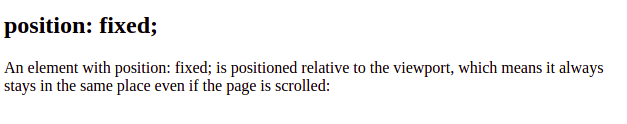 position: fixed;
An element with position: fixed; is positioned relative to the viewport, which means it always
stays in the same place even if the page is scrolled: